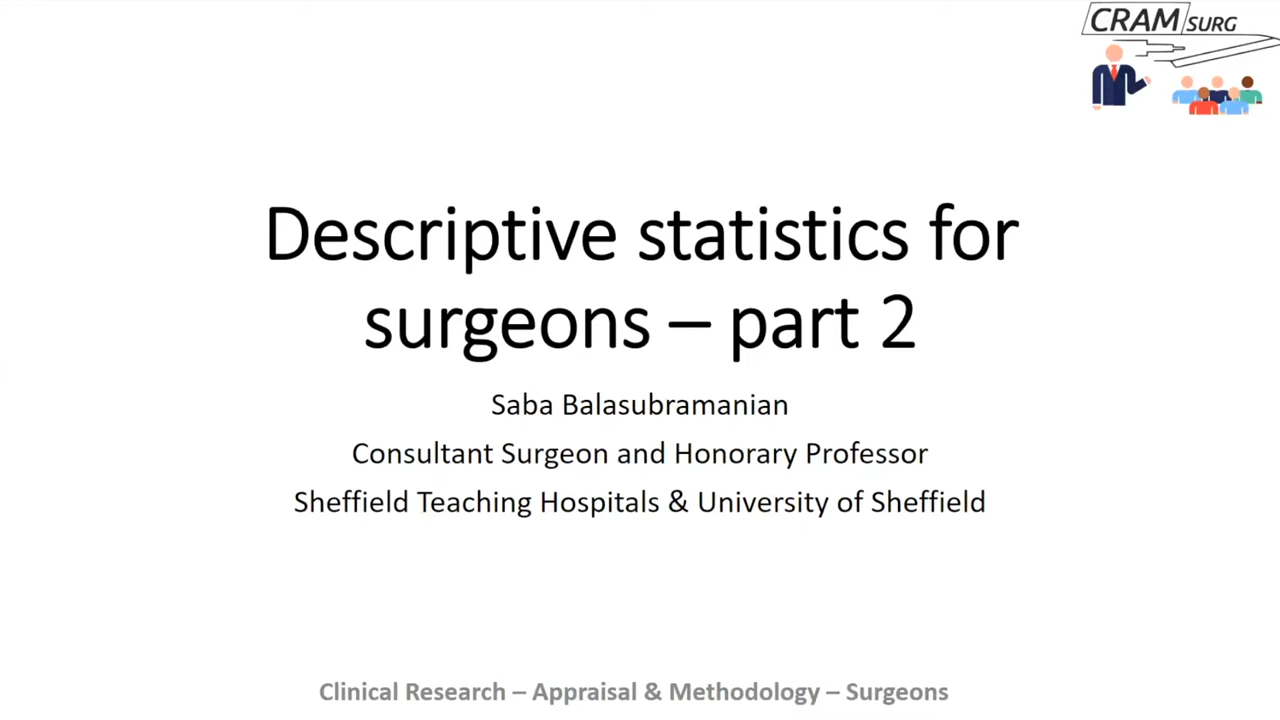 CRAM SURG
Descriptive statistics for
surgeons – part 2
Saba Balasubramanian
Consultant Surgeon and Honorary Professor
Sheffield Teaching Hospitals & University of Sheffield
Clinical Research – Appraisal & Methodology – Surgeons